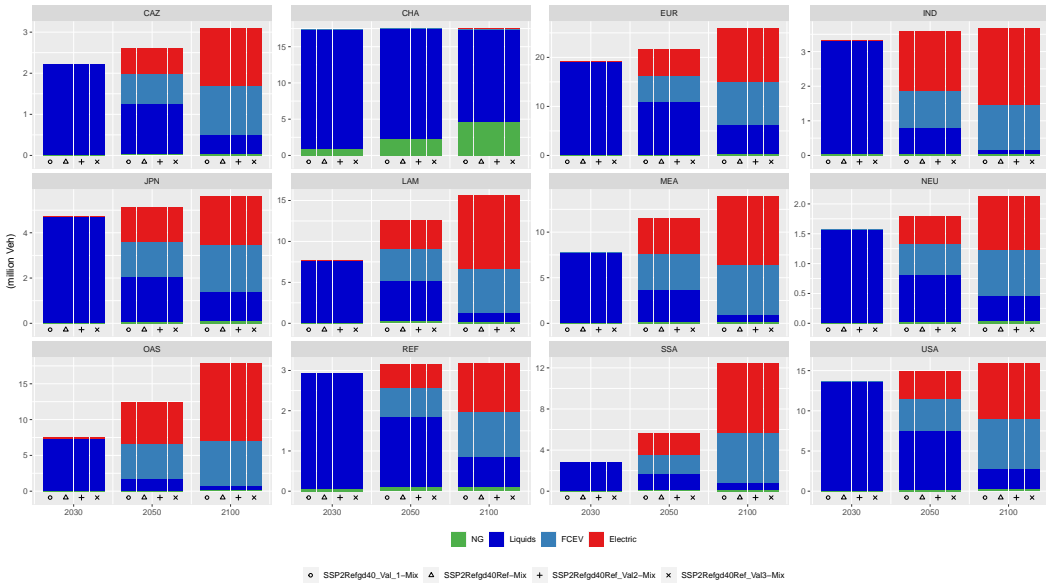 CAZ CHA EUR IND
3 15 20 3
2 10 10 2
1 5 0 1
0 0 0
JPN LAM MEA NEU
(million Veh)
4 15 10 2.0
2 10 5 1.5
0 5 0 1.0
0 0.5
0.0
OAS REF SSA USA
15 3 12 15
10 2 8 10
5 1 4 5
0 0 0 0
2030 2050 2100 2030 2050 2100 2030 2050 2100 2030 2050 2100
NG Liquids FCEV Electric
SSP2Refgd40_Val_1-Mix SSP2Refgd40Ref-Mix SSP2Refgd40Ref_Val2-Mix SSP2Refgd40Ref_Val3-Mix